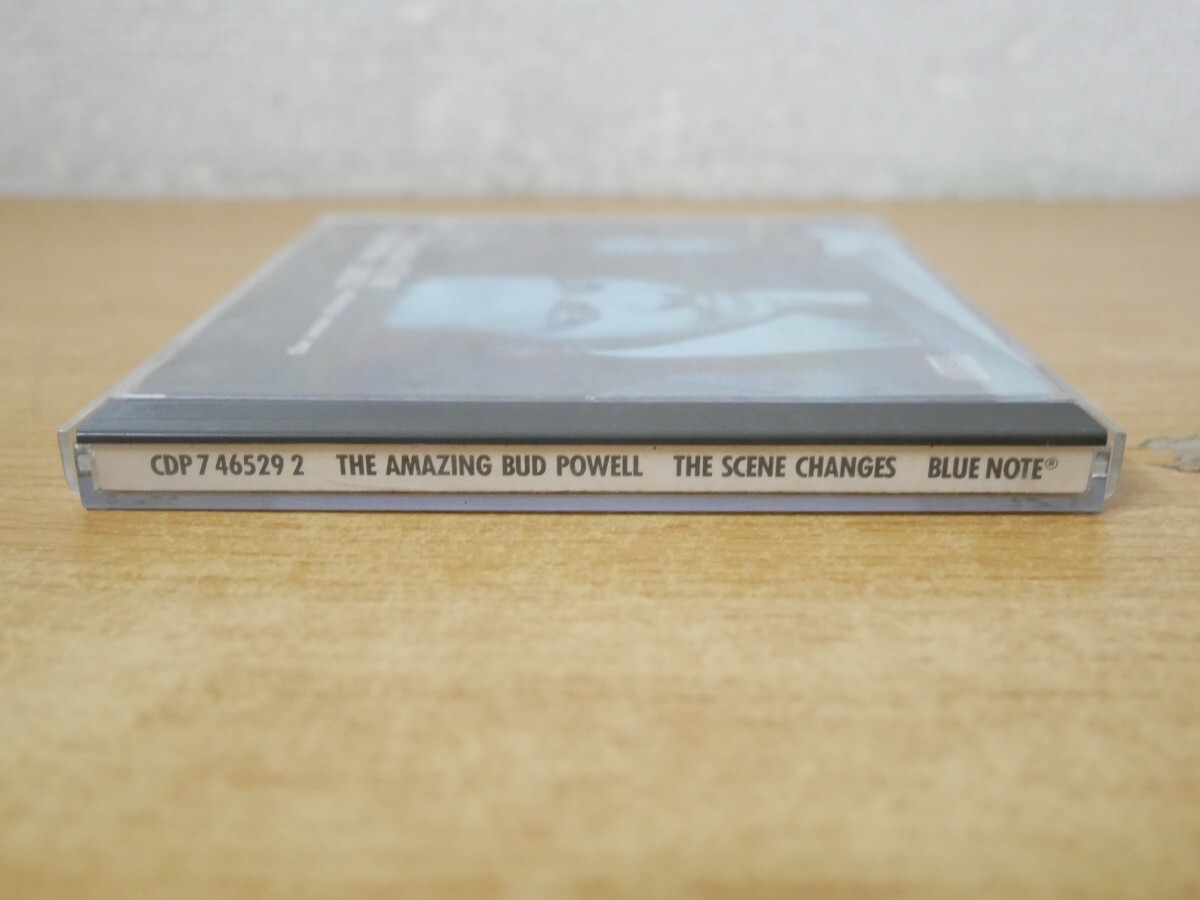 CDP 7 46529 2 THE AMAZING BUD POWELL THE SCENE CHANGES BLUE NOTE®